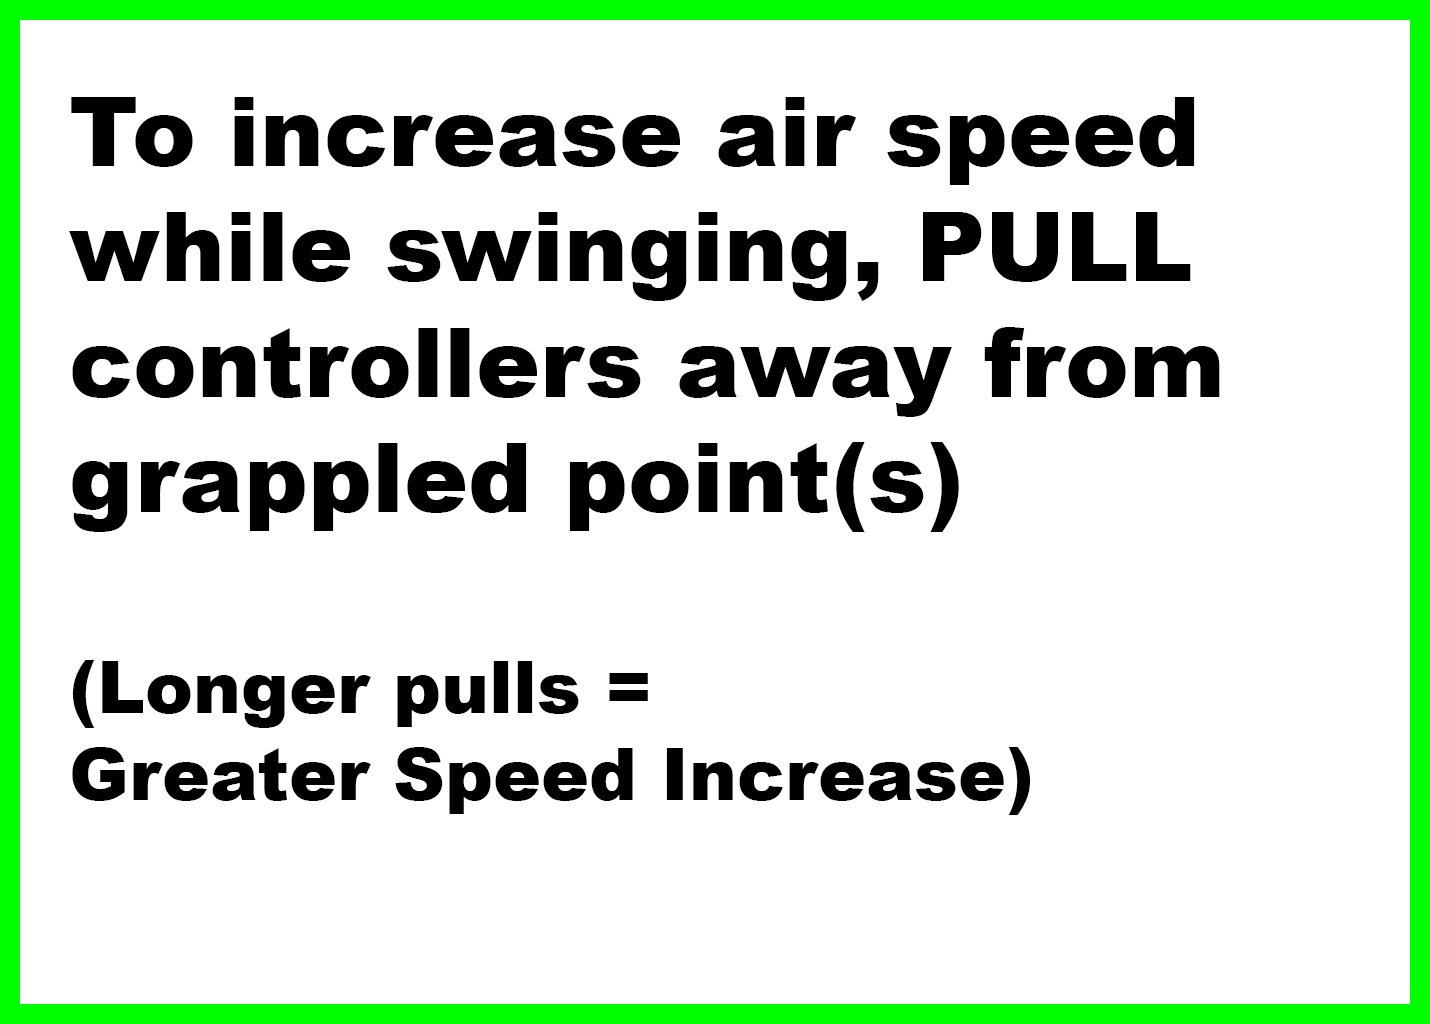 To increase air speed
while swinging, PULL
controllers away from
grappled point(s)
(Longer pulls =
Greater Speed Increase)